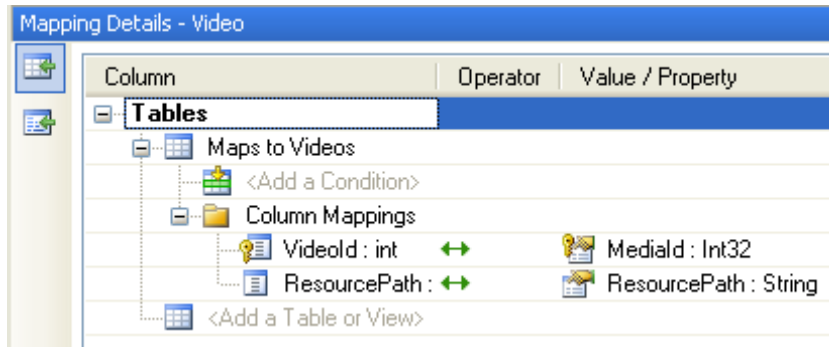 Mapping Details - Video
Column Operator Value / Property
Tables
Maps to Videos
<Add a Condition>
Column Mappings
VideoId : int MediaId : Int32
ResourcePath : ResourcePath : String
<Add a Table or View>